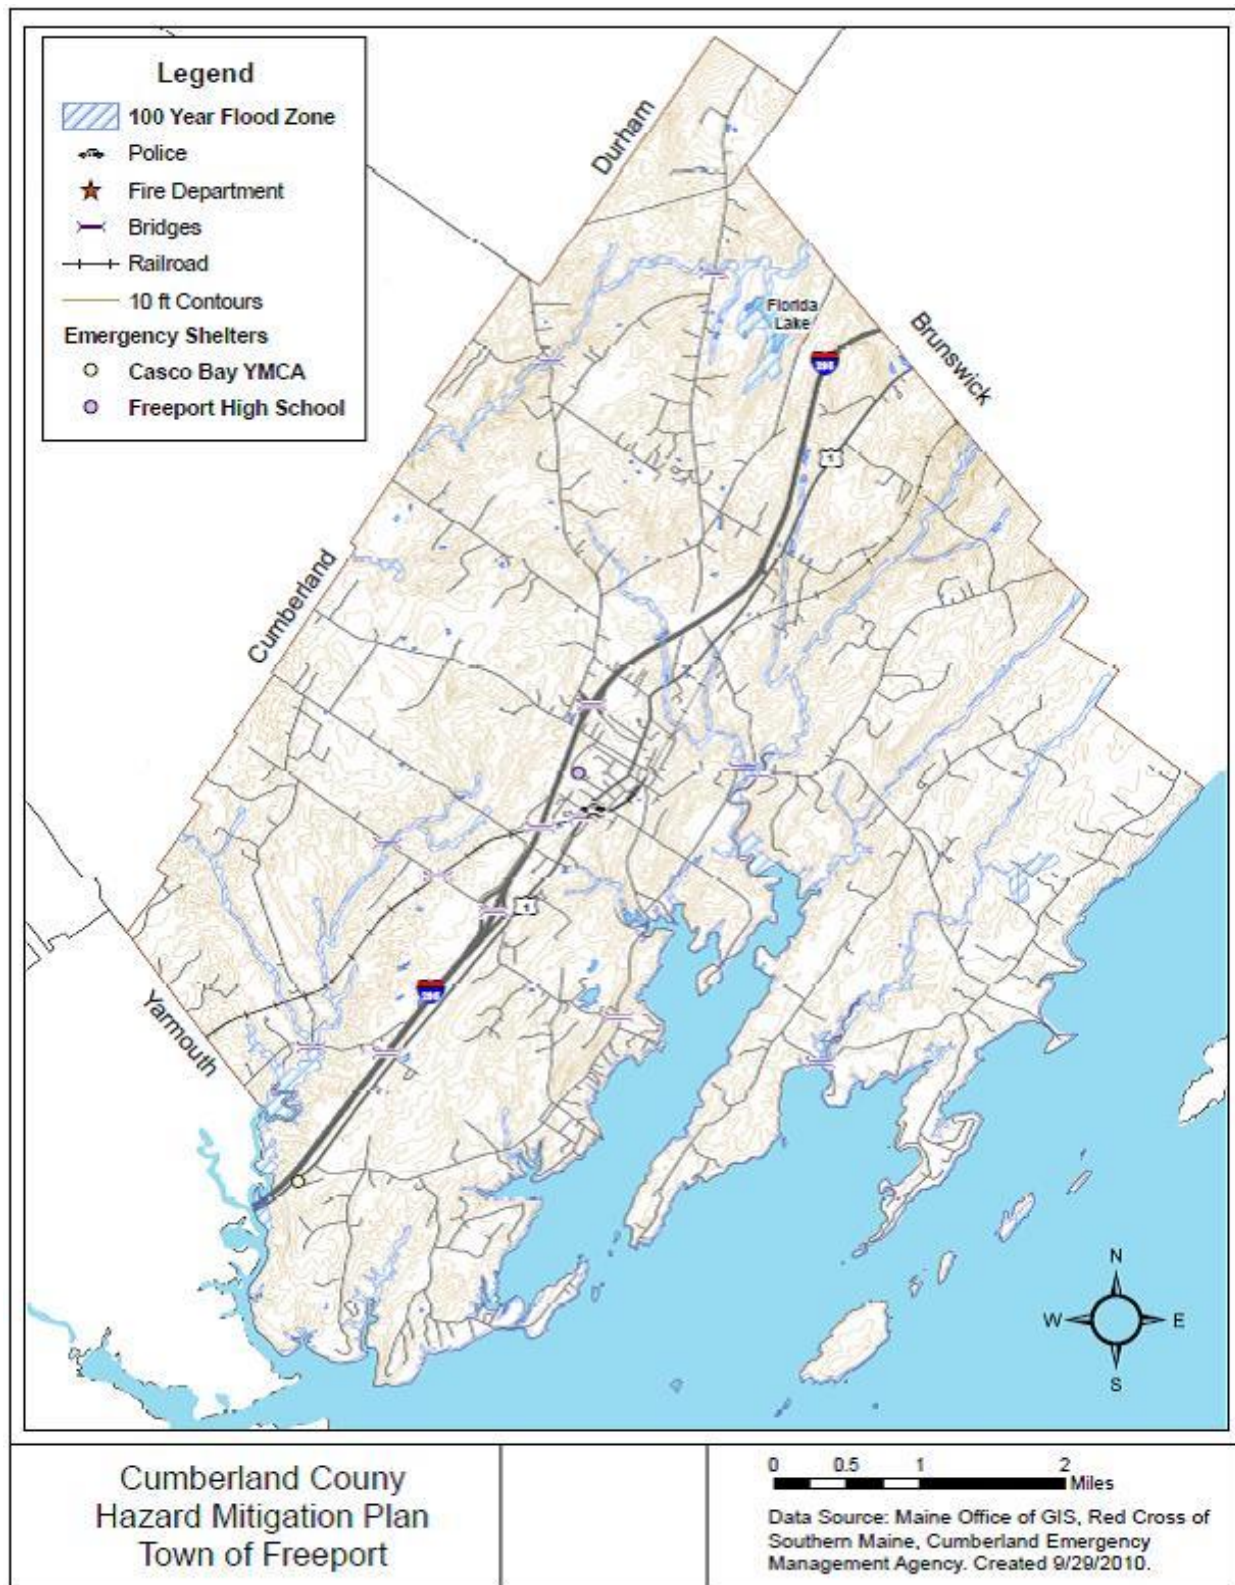 Legend
100 Year Flood Zone
Police
Fire Department
Bridges
Railroad
10 ft Contours
Emergency Shelters
Casco Bay YMCA
Freeport High School
Durham
Florida
Lake
Brunswick
295
1
Cumberland
1
295
Yarmouth
N
W E
S
Cumberland Couny
Hazard Mitigation Plan
Town of Freeport
0 0.5 1 2
Miles
Data Source: Maine Office of GIS, Red Cross of
Southern Maine, Cumberland Emergency
Management Agency. Created 9/29/2010.